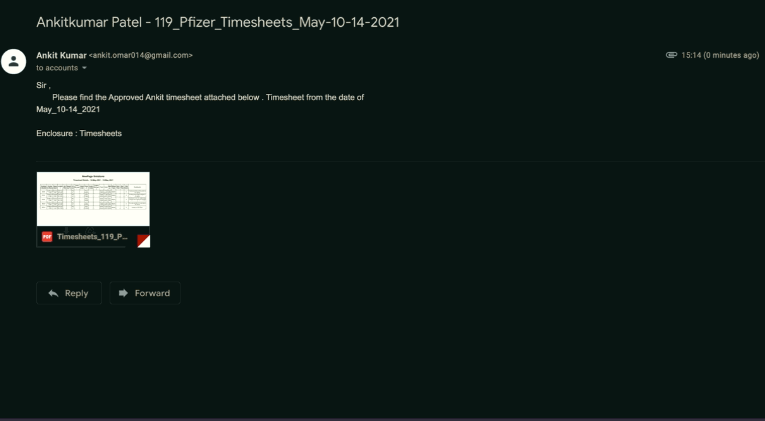 Ankitkumar Patel - 119_Pfizer_Timesheets_May-10-14-2021
Ankit Kumar <ankit.omar014@gmail.com>
15:14 (0 minutes ago)
to accounts
Sir ,
Please find the Approved Ankit timesheet attached below . Timesheet from the date of
May_10-14_2021
Enclosure : Timesheets
PDF Timesheets_119_P...
Reply
Forward